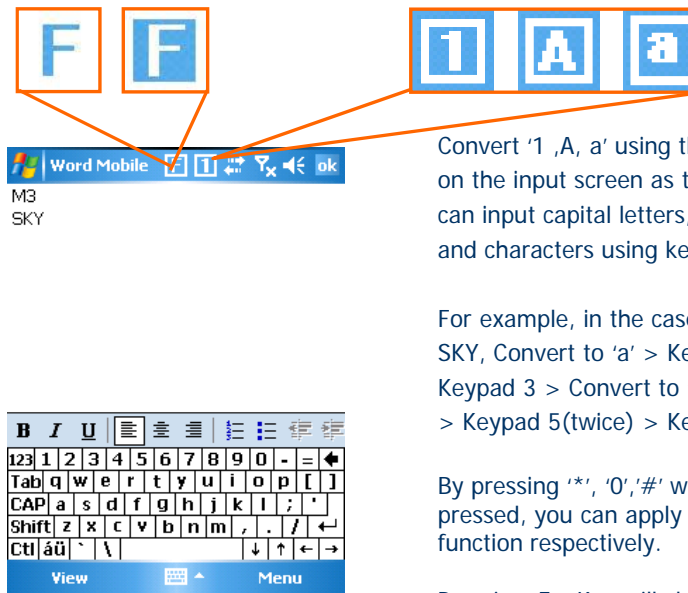 F F 1 A a
Word Mobile F 1 ok
M3
SKY
B I U
123 1 2 3 4 5 6 7 8 9 0 - =
Tab q w e r t y u i o p [ ]
CAP a s d f g h j k l ; '
Shift z x c v b n m , . /
Ctl áü ` \ ↓ ↑ ← →
View Menu
Convert '1 ,A, a' using t
on the input screen as t
can input capital letters,
and characters using ke
For example, in the case
SKY, Convert to 'a' > Ke
Keypad 3 > Convert to
> Keypad 5(twice) > Ke
By pressing '*', '0','#' w
pressed, you can apply
function respectively.